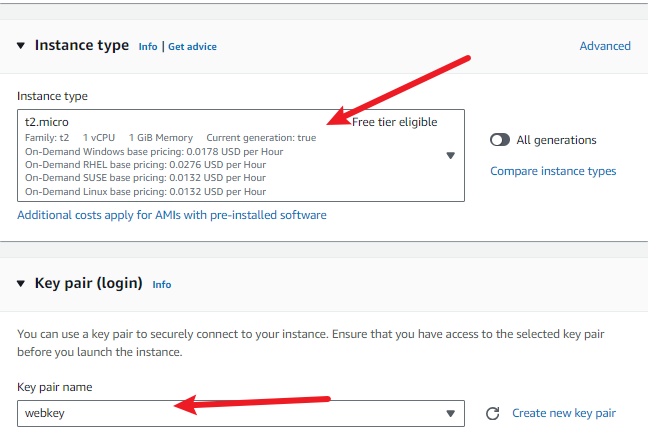 Instance type Info | Get advice Advanced
Instance type
t2.micro Free tier eligible
Family: t2 1 vCPU 1 GiB Memory Current generation: true
On-Demand Windows base pricing: 0.0178 USD per Hour
On-Demand RHEL base pricing: 0.0276 USD per Hour
On-Demand SUSE base pricing: 0.0132 USD per Hour
On-Demand Linux base pricing: 0.0132 USD per Hour
All generations
Compare instance types
Additional costs apply for AMIs with pre-installed software
Key pair (login) Info
You can use a key pair to securely connect to your instance. Ensure that you have access to the selected key pair
before you launch the instance.
Key pair name
webkey
Create new key pair